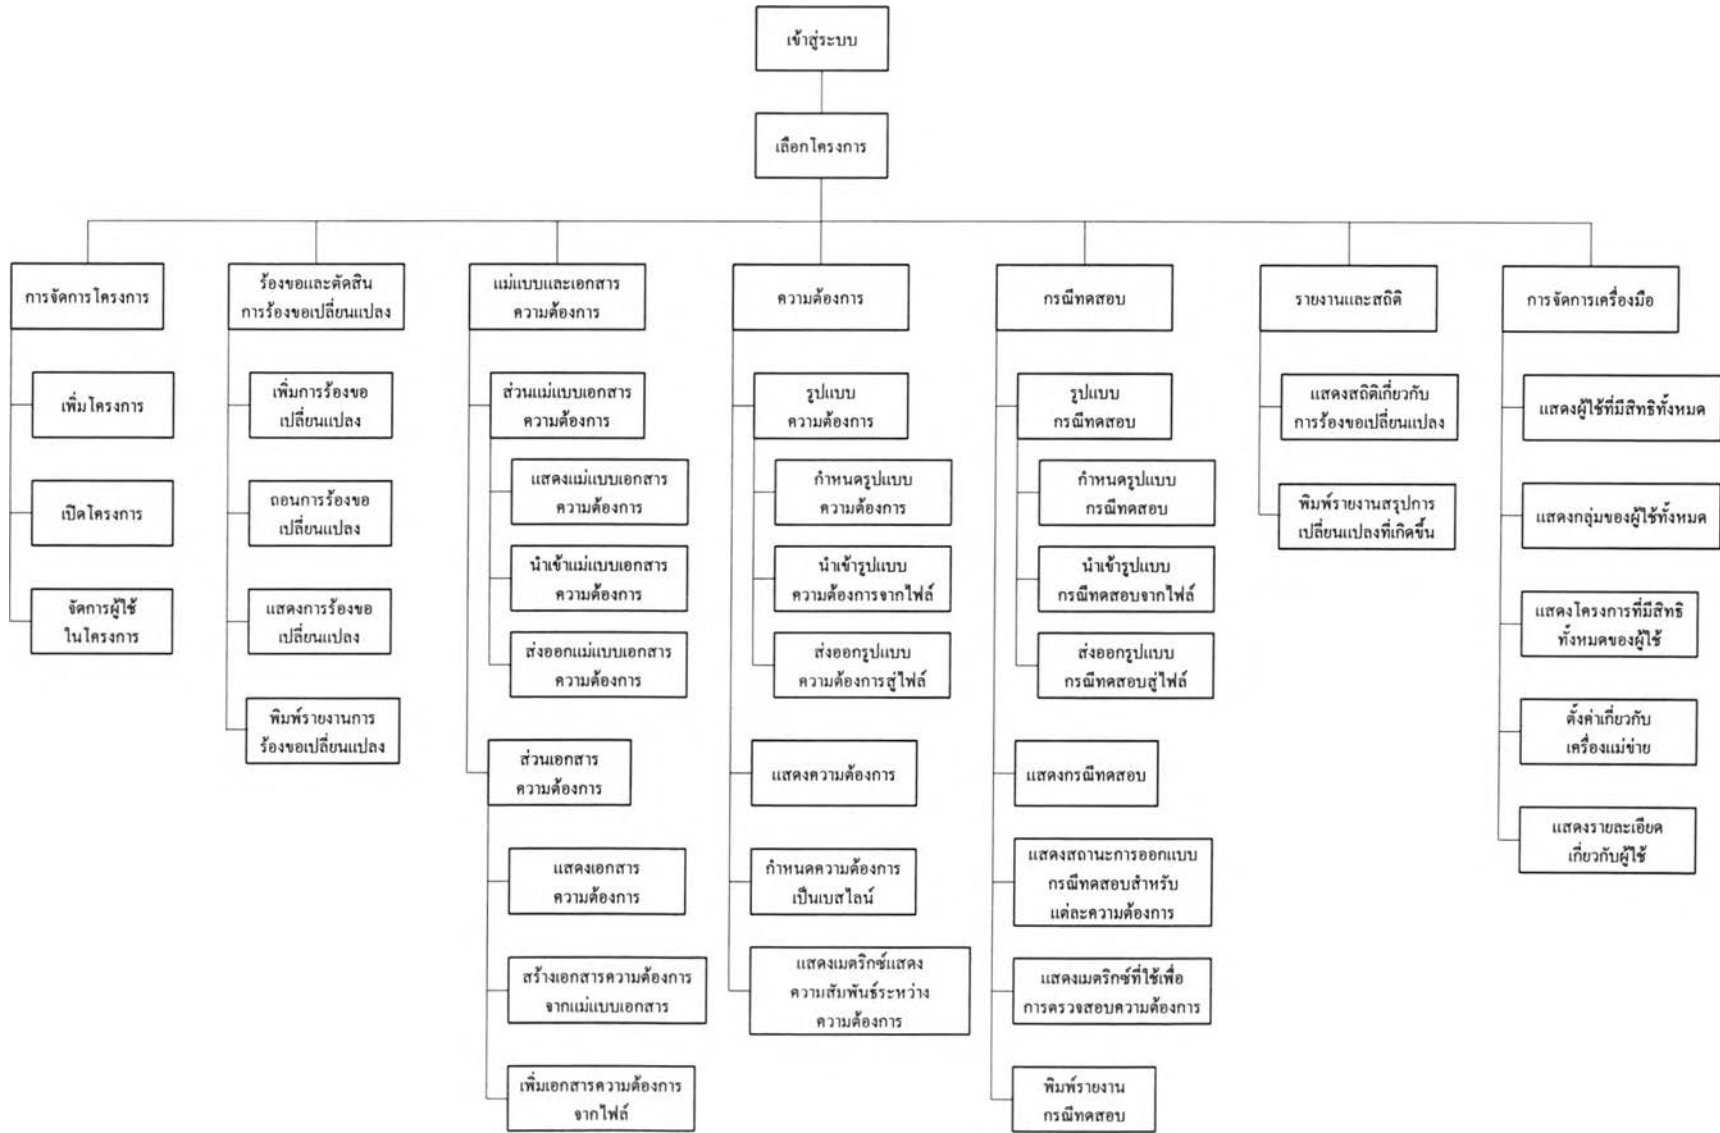 เข้าสู่ระบบ
เลือกโครงการ
การจัดการโครงการ
เพิ่มโครงการ
เปิดโครงการ
จัดการผู้ใช้
ในโครงการ
ร้องขอและตัดสิน
การร้องขอเปลี่ยนแปลง
เพิ่มการร้องขอ
เปลี่ยนแปลง
ถอนการร้องขอ
เปลี่ยนแปลง
แสดงการร้องขอ
เปลี่ยนแปลง
พิมพ์รายงานการ
ร้องขอเปลี่ยนแปลง
แม่แบบและเอกสาร
ความต้องการ
ส่วนแม่แบบเอกสาร
ความต้องการ
แสดงแม่แบบเอกสาร
ความต้องการ
นำเข้าแม่แบบเอกสาร
ความต้องการ
ส่งออกแม่แบบเอกสาร
ความต้องการ
ส่วนเอกสาร
ความต้องการ
แสดงเอกสาร
ความต้องการ
สร้างเอกสารความต้องการ
จากแม่แบบเอกสาร
เพิ่มเอกสารความต้องการ
จากไฟล์
ความต้องการ
รูปแบบ
ความต้องการ
กำหนดรูปแบบ
ความต้องการ
นำเข้ารูปแบบ
ความต้องการจากไฟล์
ส่งออกรูปแบบ
ความต้องการสู่ไฟล์
แสดงความต้องการ
กำหนดความต้องการ
เป็นเบสไลน์
แสดงเมตริกซ์แสดง
ความสัมพันธ์ระหว่าง
ความต้องการ
กรณีทดสอบ
รูปแบบ
กรณีทดสอบ
กำหนดรูปแบบ
กรณีทดสอบ
นำเข้ารูปแบบ
กรณีทดสอบจากไฟล์
ส่งออกรูปแบบ
กรณีทดสอบสู่ไฟล์
แสดงกรณีทดสอบ
แสดงสถานะการออกแบบ
กรณีทดสอบสำหรับ
แต่ละความต้องการ
แสดงเมตริกซ์ที่ใช้เพื่อ
การตรวจสอบความต้องการ
พิมพ์รายงาน
กรณีทดสอบ
รายงานและสถิติ
แสดงสถิติเกี่ยวกับ
การร้องขอเปลี่ยนแปลง
พิมพ์รายงานสรุปการ
เปลี่ยนแปลงที่เกิดขึ้น
การจัดการเครื่องมือ
แสดงผู้ใช้ที่มีสิทธิทั้งหมด
แสดงกลุ่มของผู้ใช้ทั้งหมด
แสดงโครงการที่มีสิทธิ
ทั้งหมดของผู้ใช้
ตั้งค่าเกี่ยวกับ
เครื่องแม่ข่าย
แสดงรายละเอียด
เกี่ยวกับผู้ใช้